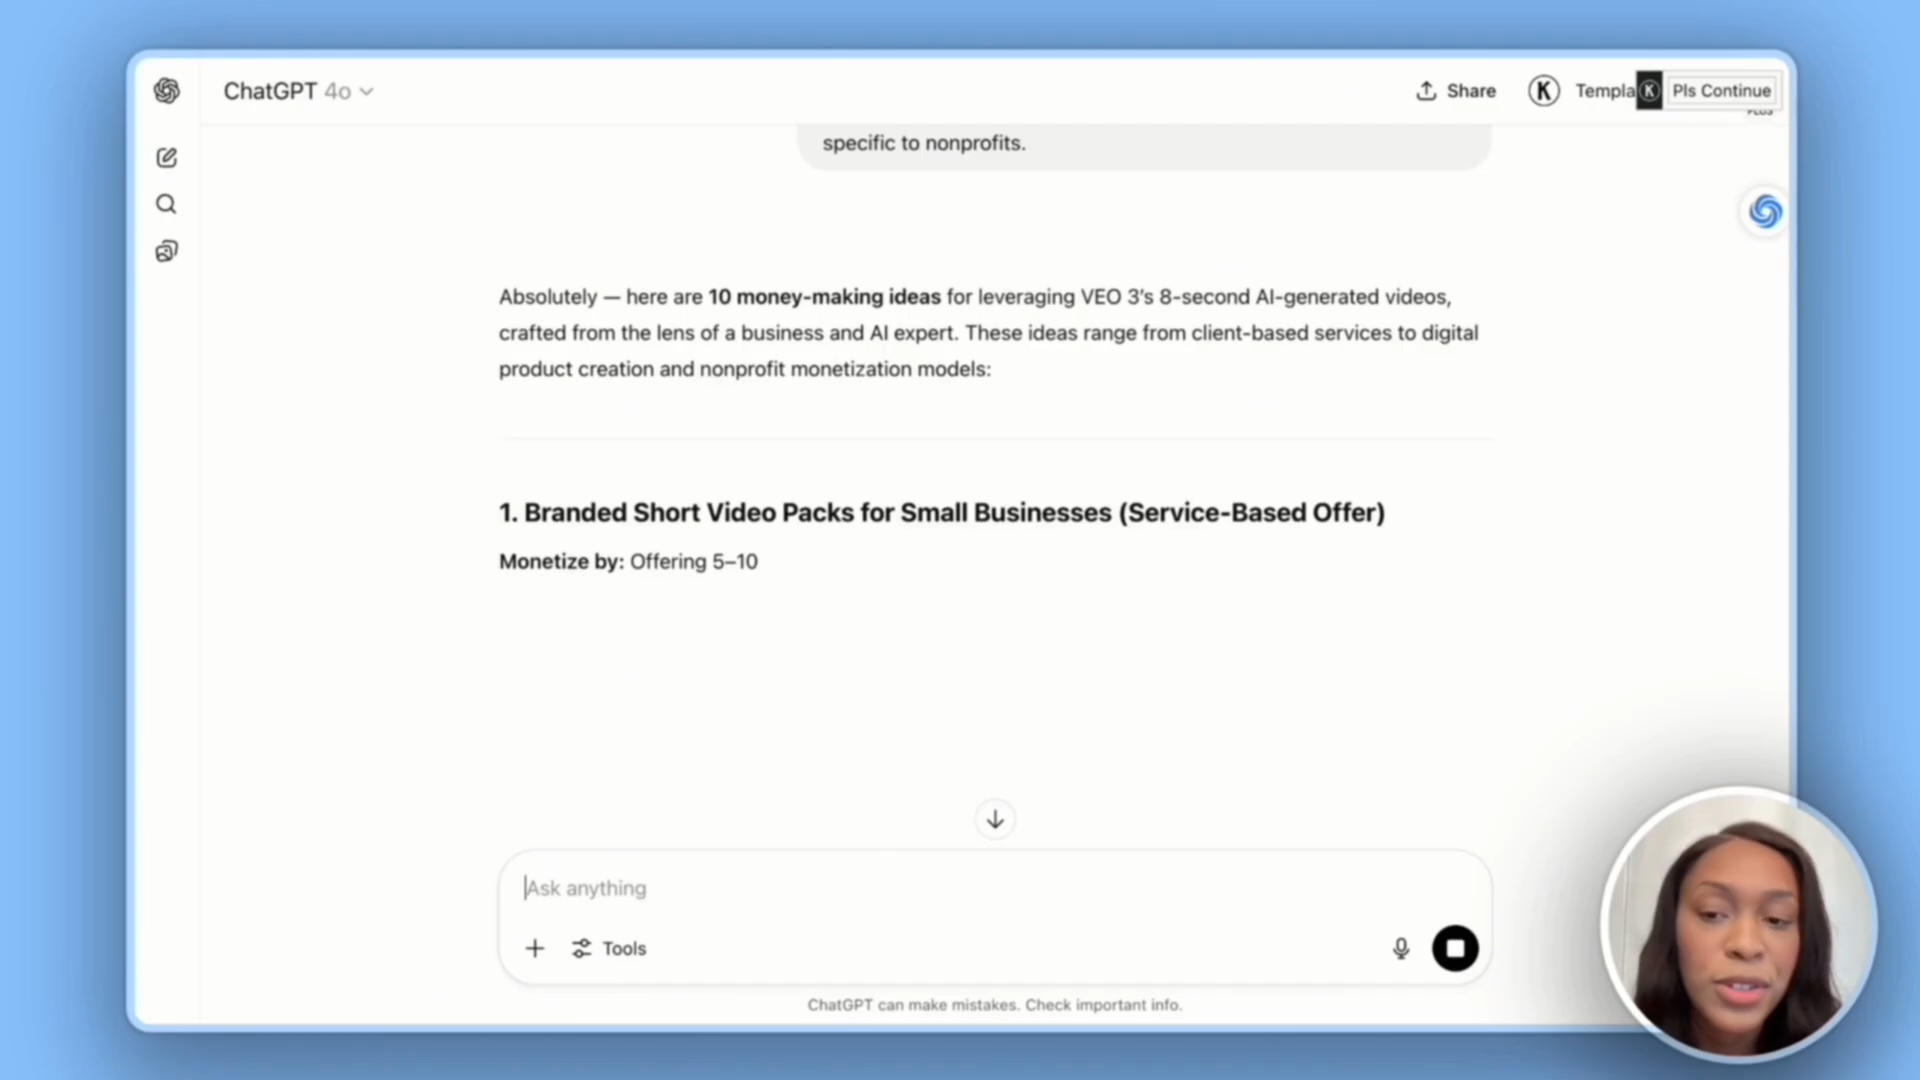 ChatGPT 4o
Share
K
Templa
K
Pls Continue
PLUS
specific to nonprofits.
Absolutely — here are 10 money-making ideas for leveraging VEO 3’s 8-second AI-generated videos,
crafted from the lens of a business and AI expert. These ideas range from client-based services to digital
product creation and nonprofit monetization models:
1. Branded Short Video Packs for Small Businesses (Service-Based Offer)
Monetize by: Offering 5–10
Ask anything
Tools
ChatGPT can make mistakes. Check important info.